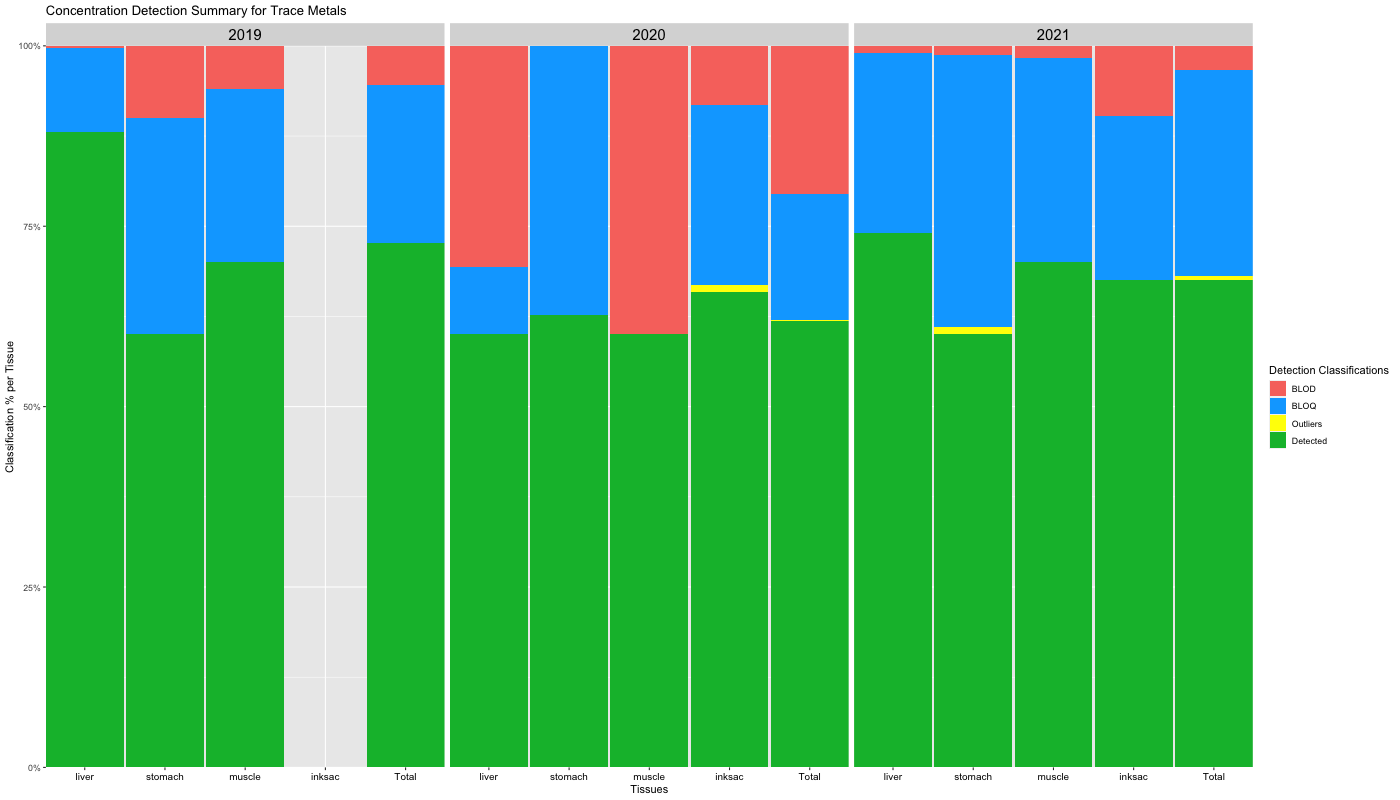 Concentration Detection Summary for Trace Metals
2019
2020
2021
100%
75%
50%
25%
0%
Classification % per Tissue
liver
stomach
muscle
inksac
Total
liver
stomach
muscle
inksac
Total
liver
stomach
muscle
inksac
Total
Tissues
Detection Classifications
BLOD
BLOQ
Outliers
Detected